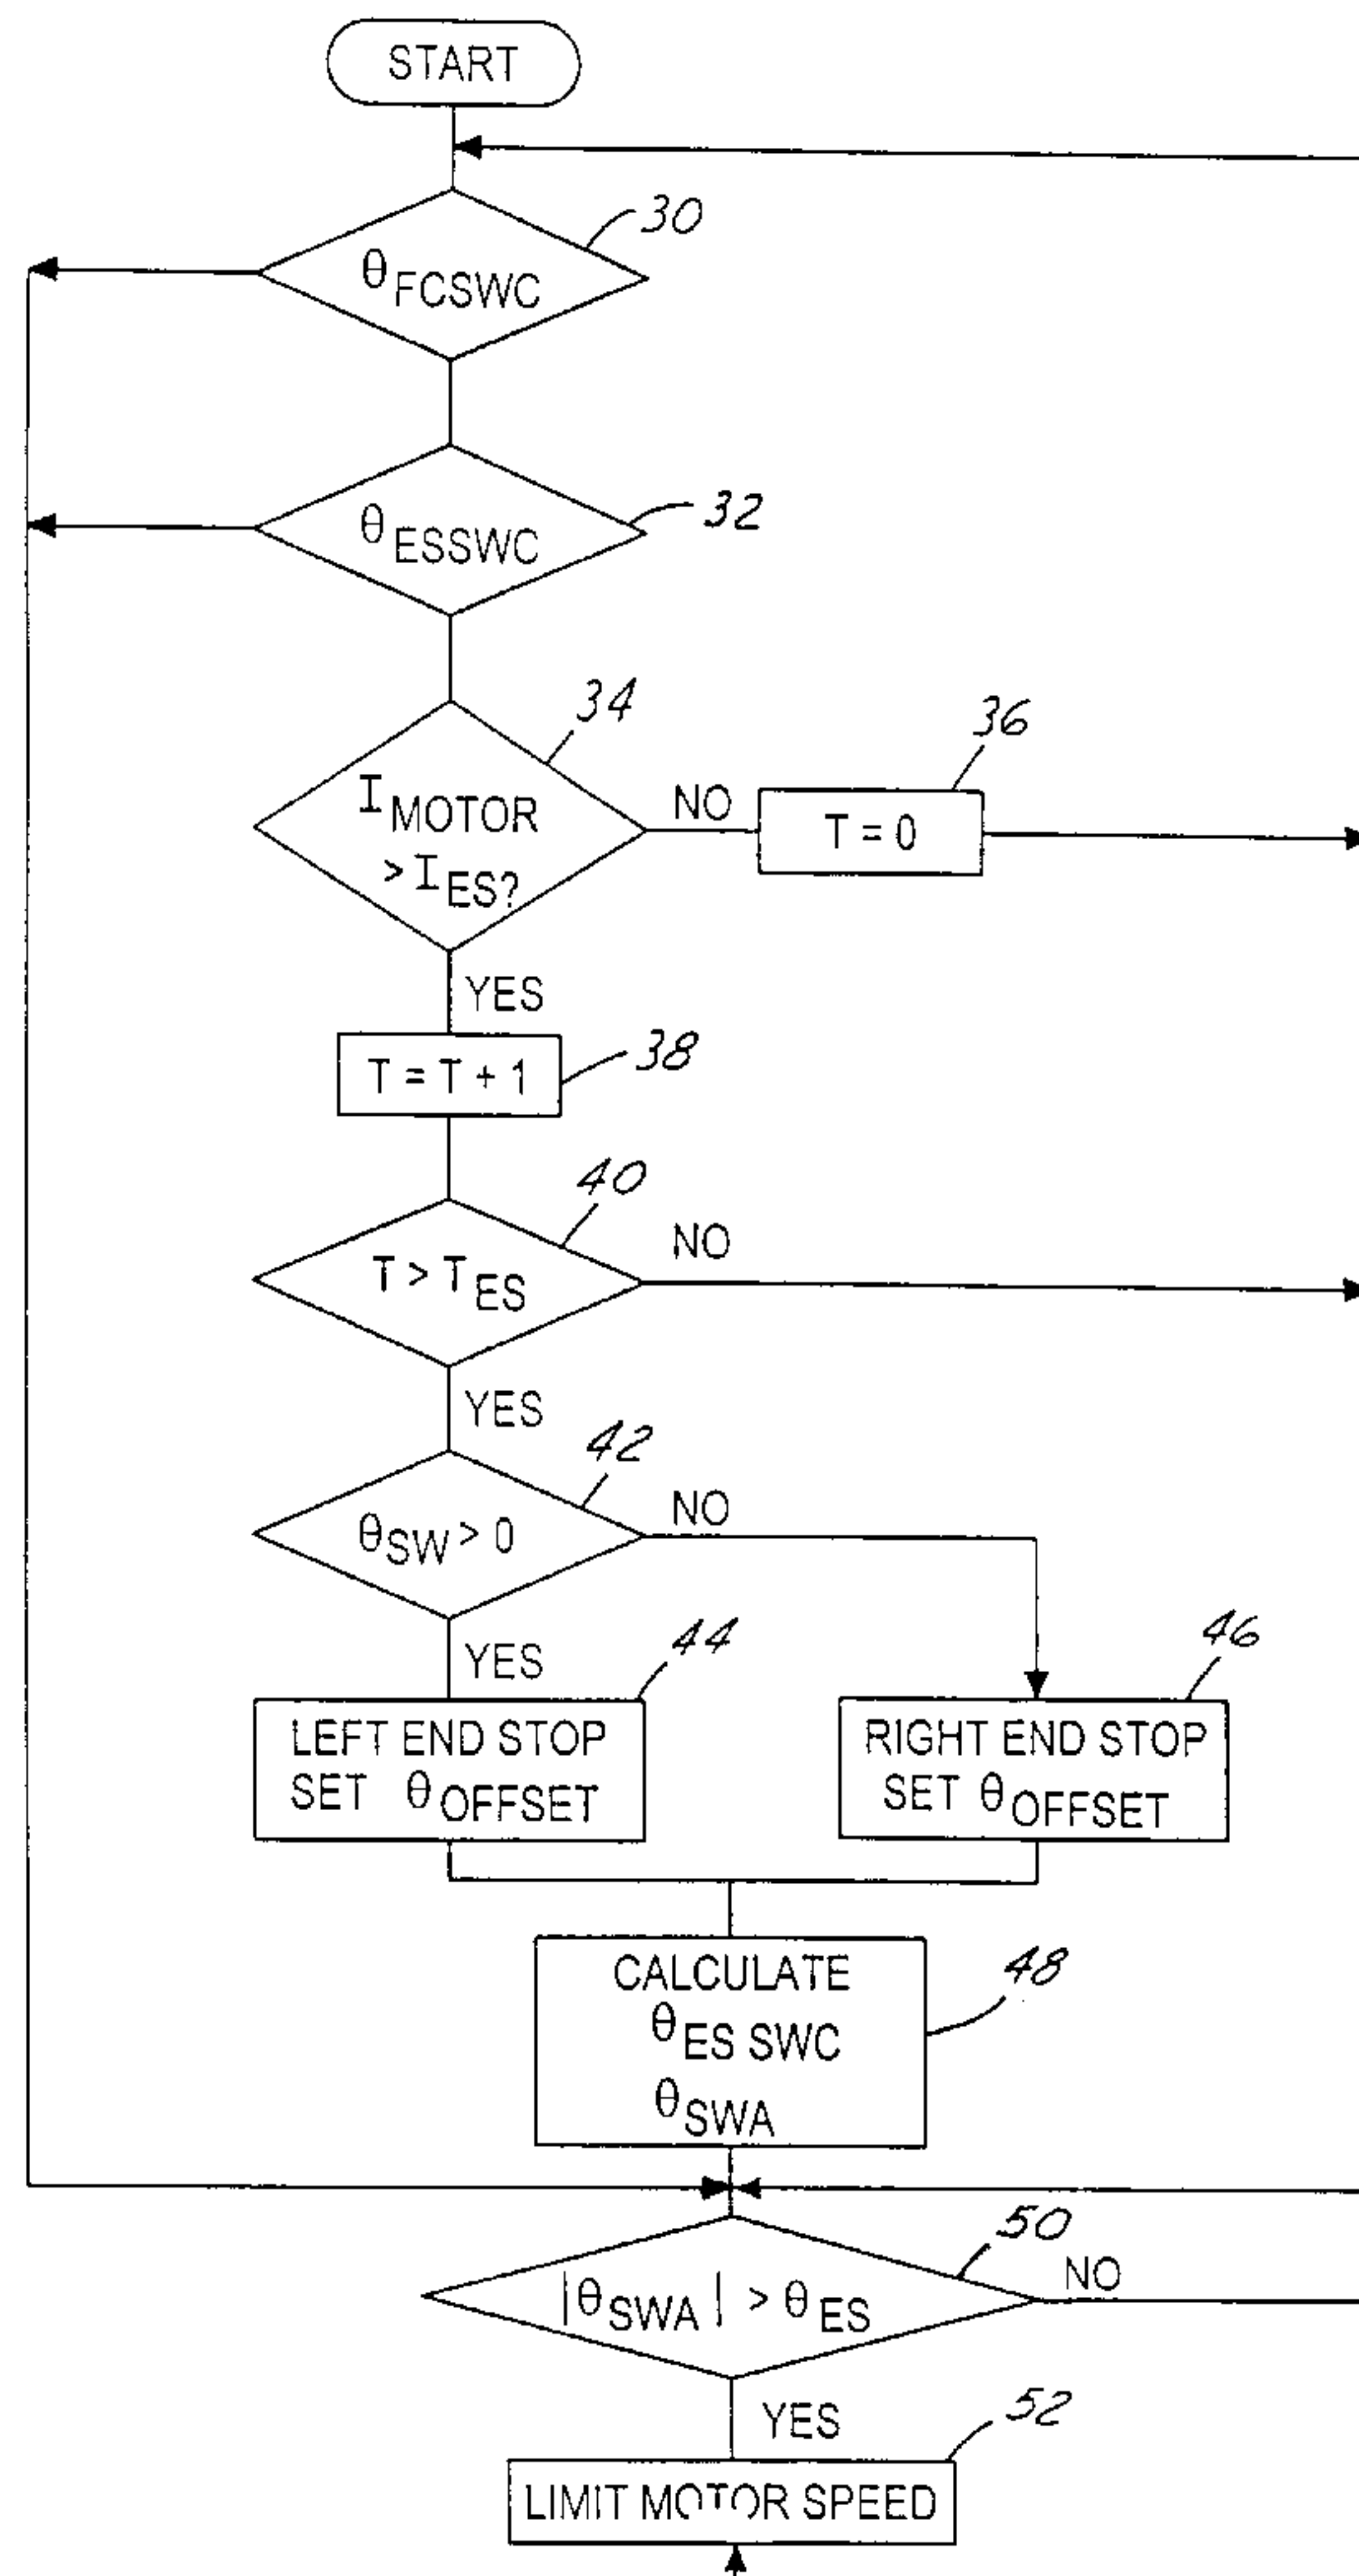 START
30
θFCSWC
32
θESSWC
34
IMOTOR
> IES?
NO
36
T = 0
YES
38
T = T + 1
40
T > TES
NO
YES
42
θSW > 0
NO
YES
44
LEFT END STOP
SET θOFFSET
46
RIGHT END STOP
SET θOFFSET
48
CALCULATE
θES SWC
θSWA
50
|θSWA| > θES
NO
YES
52
LIMIT MOTOR SPEED